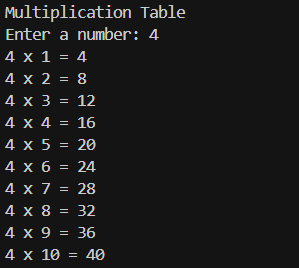 Multiplication Table
Enter a number: 4
4 x 1 = 4
4 x 2 = 8
4 x 3 = 12
4 x 4 = 16
4 x 5 = 20
4 x 6 = 24
4 x 7 = 28
4 x 8 = 32
4 x 9 = 36
4 x 10 = 40